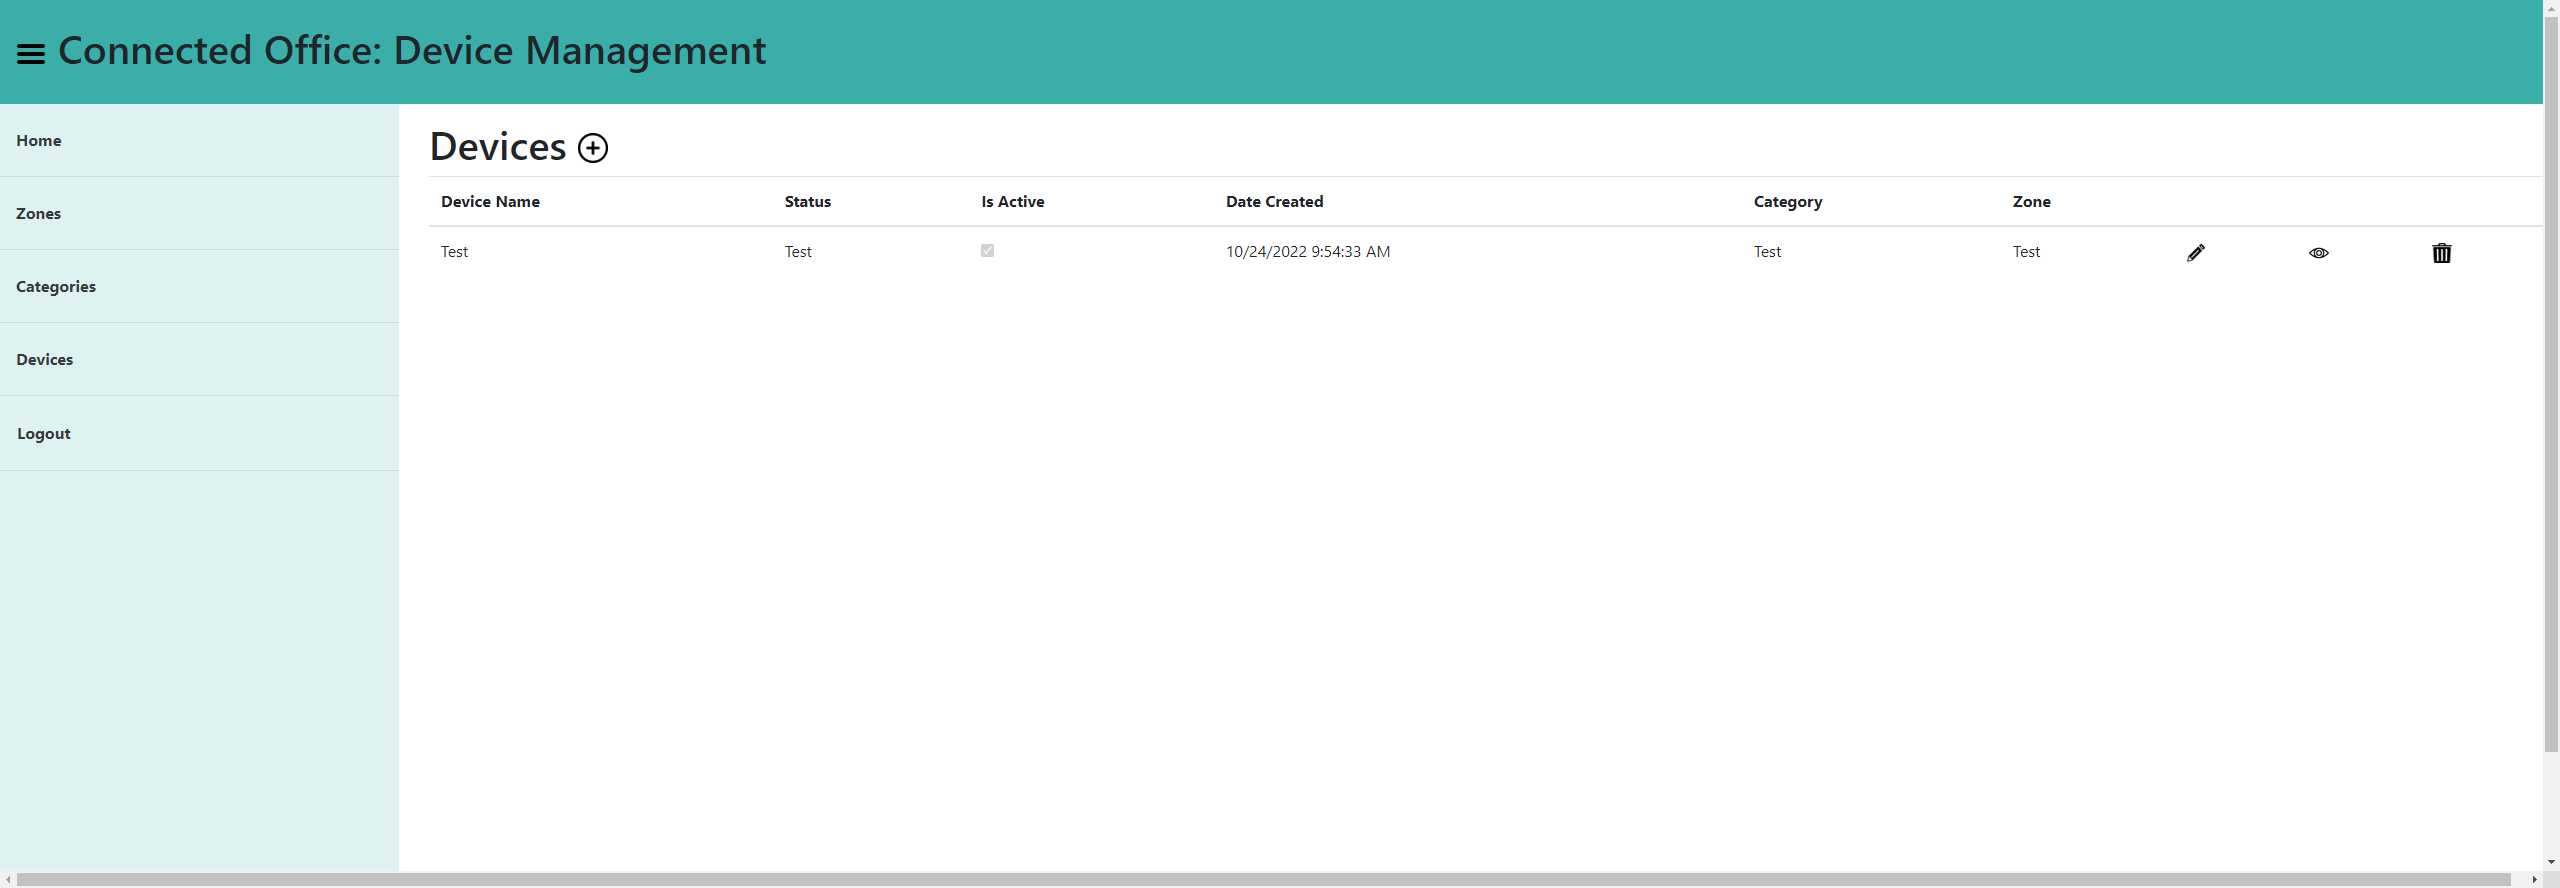 Connected Office: Device Management
Home
Zones
Categories
Devices
Logout
Devices
Device Name Status Is Active Date Created Category Zone
Test Test 10/24/2022 9:54:33 AM Test Test